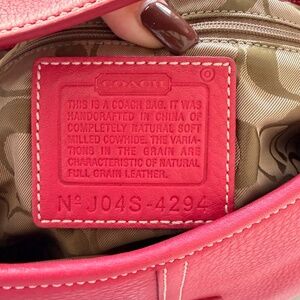 COACH
THIS IS A COACH BAG. IT WAS
HANDCRAFTED IN CHINA OF
COMPLETELY NATURAL SOFT
MILLED COWHIDE. THE VARIA-
TIONS IN THE GRAIN ARE
CHARACTERISTIC OF NATURAL
FULL GRAIN LEATHER.
Nº J04S-4294